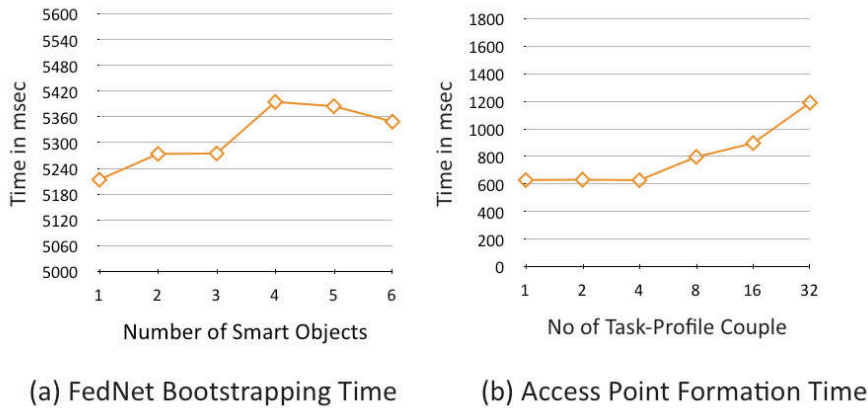 5600
5540
5480
5420
5360
5300
5240
5180
5120
5060
5000
Time in msec
1 2 3 4 5 6
Number of Smart Objects
(a) FedNet Bootstrapping Time
1800
1600
1400
1200
1000
800
600
400
200
0
Time in msec
1 2 4 8 16 32
No of Task-Profile Couple
(b) Access Point Formation Time